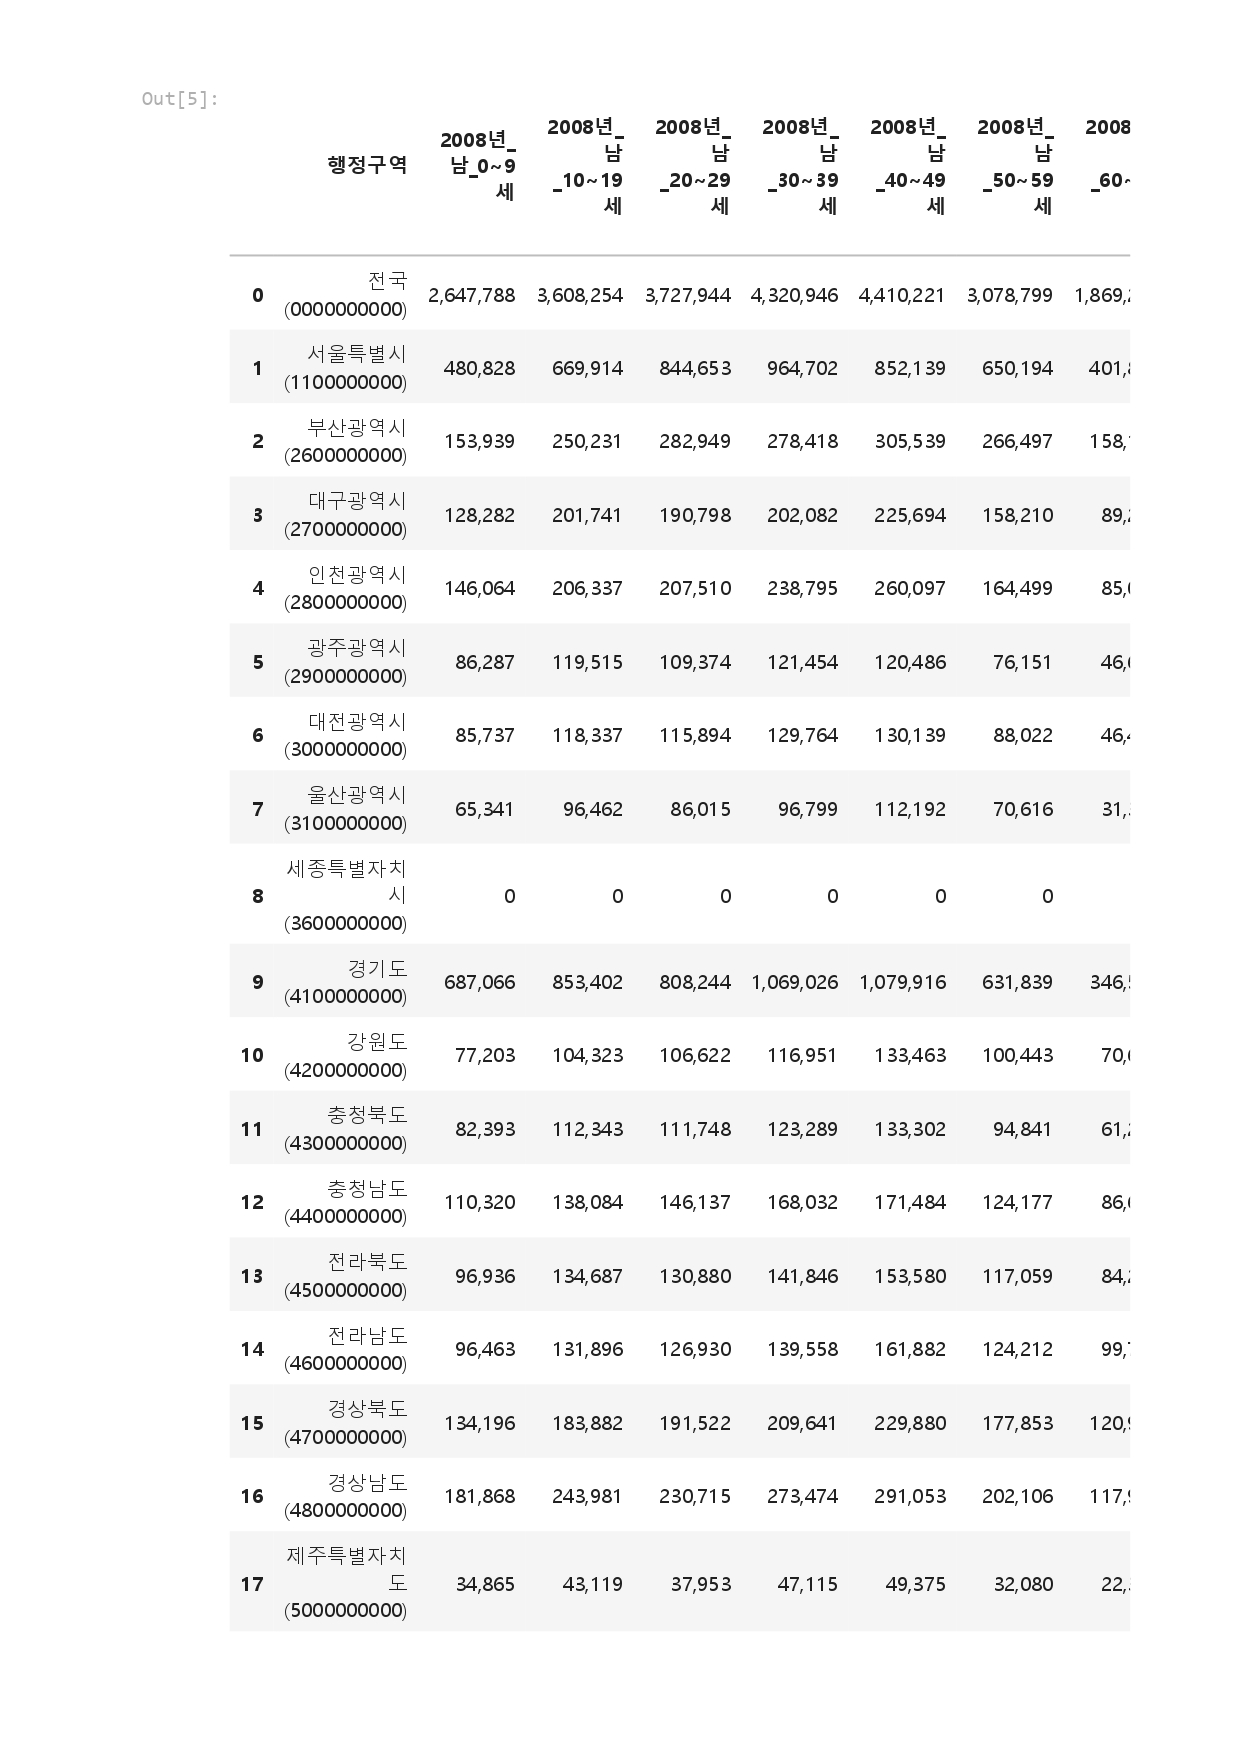 Out[5]:
행정구역 2008년_남_0~9세 2008년_남_10~19세 2008년_남_20~29세 2008년_남_30~39세 2008년_남_40~49세 2008년_남_50~59세 2008 _60~
0 전국 (0000000000) 2,647,788 3,608,254 3,727,944 4,320,946 4,410,221 3,078,799 1,869,
1 서울특별시 (1100000000) 480,828 669,914 844,653 964,702 852,139 650,194 401,
2 부산광역시 (2600000000) 153,939 250,231 282,949 278,418 305,539 266,497 158,
3 대구광역시 (2700000000) 128,282 201,741 190,798 202,082 225,694 158,210 89,
4 인천광역시 (2800000000) 146,064 206,337 207,510 238,795 260,097 164,499 85,
5 광주광역시 (2900000000) 86,287 119,515 109,374 121,454 120,486 76,151 46,
6 대전광역시 (3000000000) 85,737 118,337 115,894 129,764 130,139 88,022 46,
7 울산광역시 (3100000000) 65,341 96,462 86,015 96,799 112,192 70,616 31,
8 세종특별자치시 (3600000000) 0 0 0 0 0 0
9 경기도 (4100000000) 687,066 853,402 808,244 1,069,026 1,079,916 631,839 346,
10 강원도 (4200000000) 77,203 104,323 106,622 116,951 133,463 100,443 70,
11 충청북도 (4300000000) 82,393 112,343 111,748 123,289 133,302 94,841 61,
12 충청남도 (4400000000) 110,320 138,084 146,137 168,032 171,484 124,177 86,
13 전라북도 (4500000000) 96,936 134,687 130,880 141,846 153,580 117,059 84,
14 전라남도 (4600000000) 96,463 131,896 126,930 139,558 161,882 124,212 99,
15 경상북도 (4700000000) 134,196 183,882 191,522 209,641 229,880 177,853 120,
16 경상남도 (4800000000) 181,868 243,981 230,715 273,474 291,053 202,106 117,
17 제주특별자치도 (5000000000) 34,865 43,119 37,953 47,115 49,375 32,080 22,